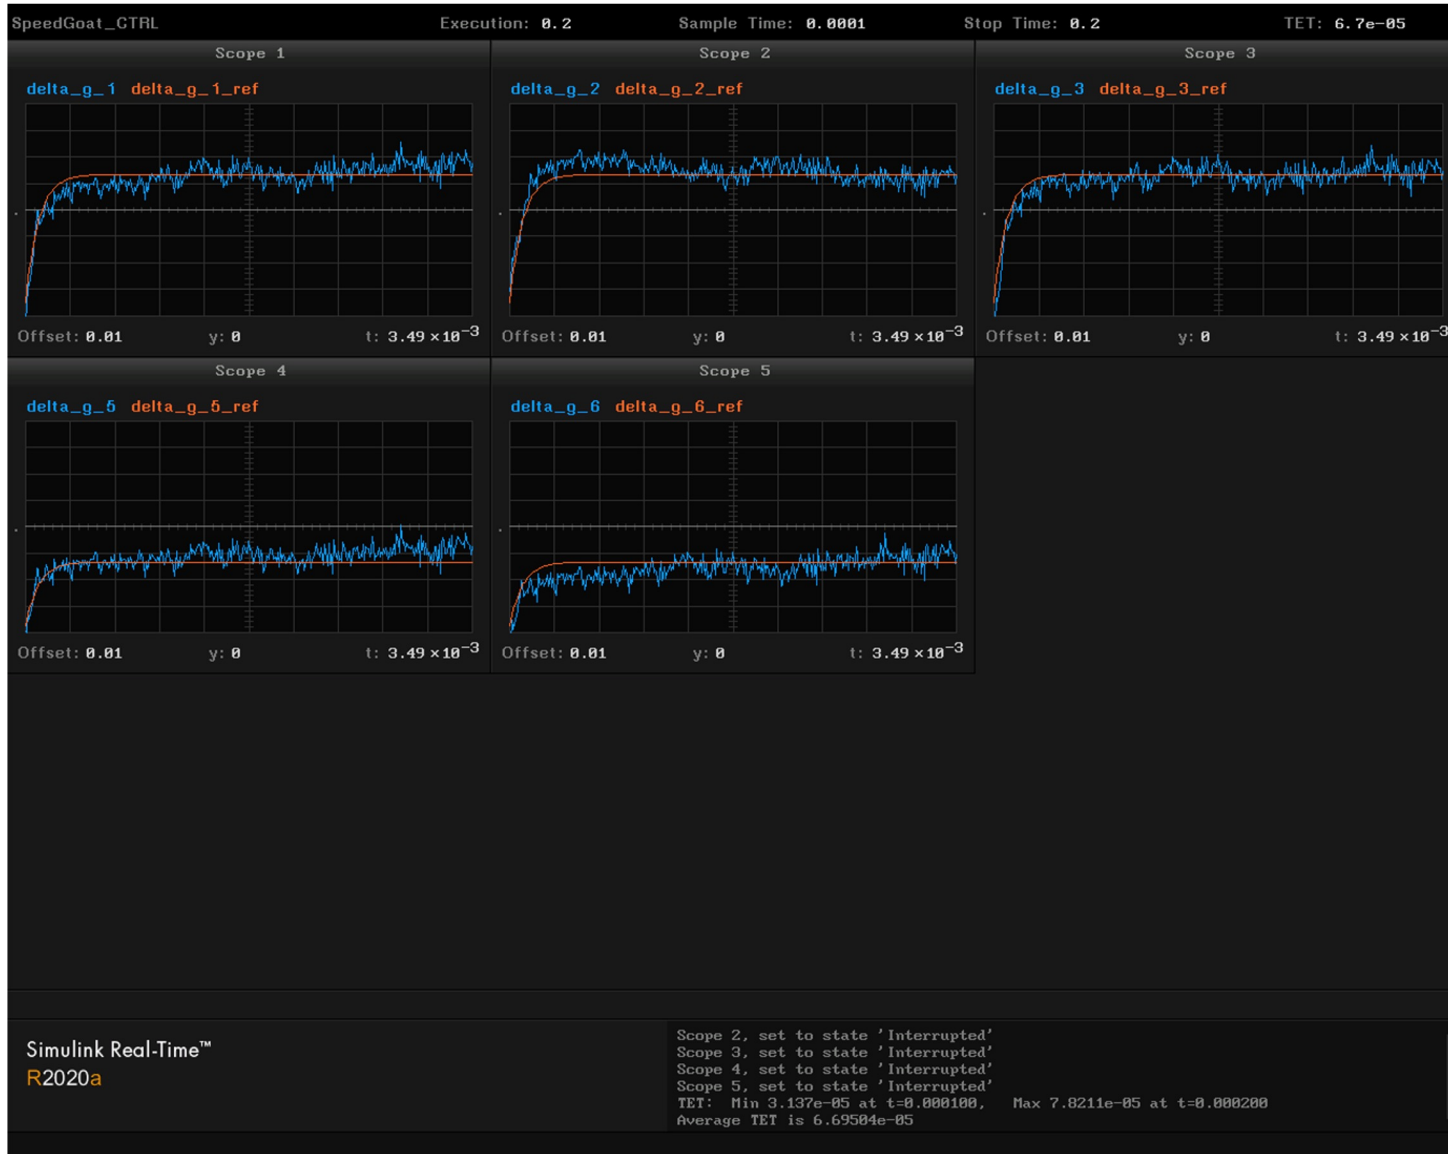 SpeedGoat_CTRL Execution: 0.2 Sample Time: 0.0001 Stop Time: 0.2 TET: 6.7e-05
Scope 1 Scope 2 Scope 3
delta_g_1 delta_g_1_ref delta_g_2 delta_g_2_ref delta_g_3 delta_g_3_ref
Offset: 0.01 y: 0 t: 3.49×10⁻³ Offset: 0.01 y: 0 t: 3.49×10⁻³ Offset: 0.01 y: 0 t: 3.49×10⁻³
Scope 4 Scope 5
delta_g_5 delta_g_5_ref delta_g_6 delta_g_6_ref
Offset: 0.01 y: 0 t: 3.49×10⁻³ Offset: 0.01 y: 0 t: 3.49×10⁻³
Simulink Real-Time™
R2020a
Scope 2, set to state 'Interrupted'
Scope 3, set to state 'Interrupted'
Scope 4, set to state 'Interrupted'
Scope 5, set to state 'Interrupted'
TET: Min 3.137e-05 at t=0.000100, Max 7.8211e-05 at t=0.000200
Average TET is 6.69504e-05